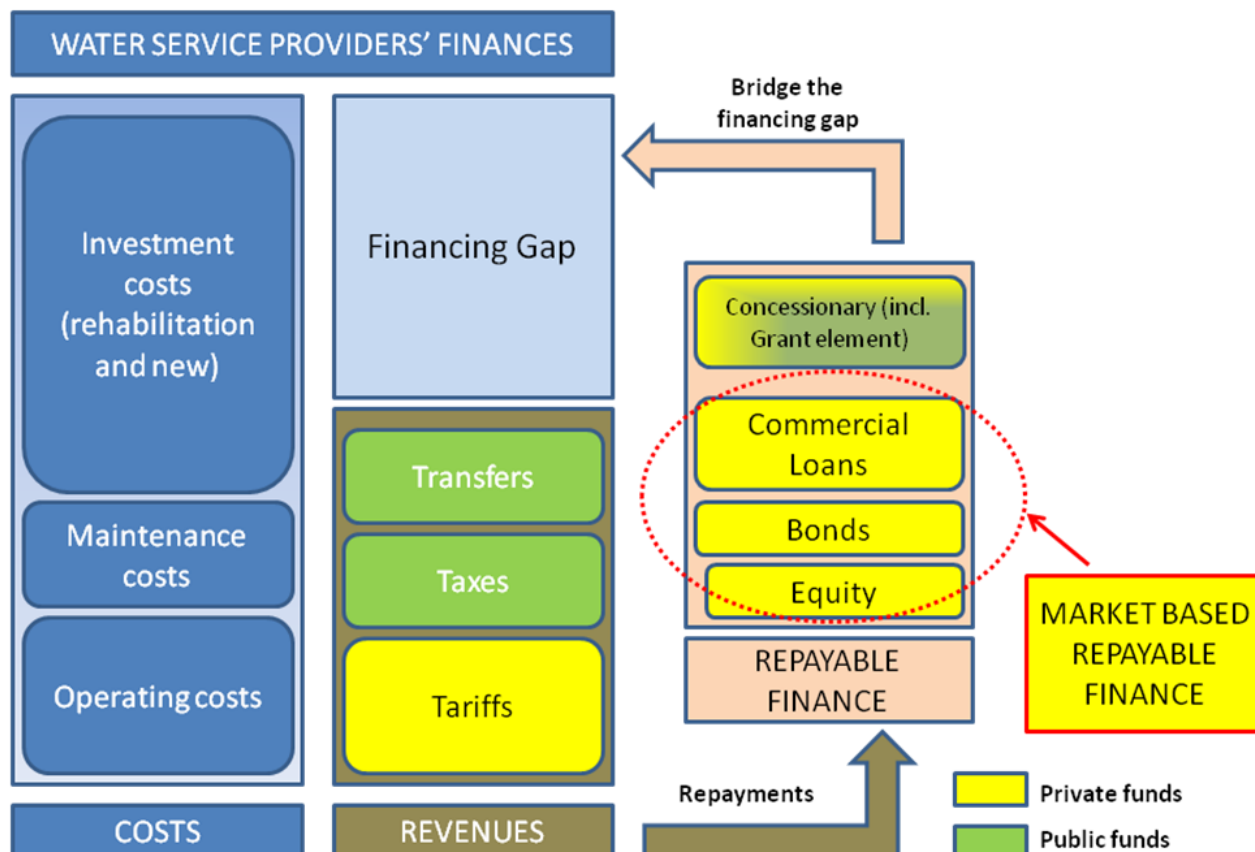 WATER SERVICE PROVIDERS' FINANCES
Investment
costs
(rehabilitation
and new)
Maintenance
costs
Operating costs
COSTS
Financing Gap
Transfers
Taxes
Tariffs
REVENUES
Bridge the
financing gap
Concessionary (incl.
Grant element)
Commercial
Loans
Bonds
Equity
REPAYABLE
FINANCE
MARKET BASED
REPAYABLE
FINANCE
Repayments
Private funds
Public funds